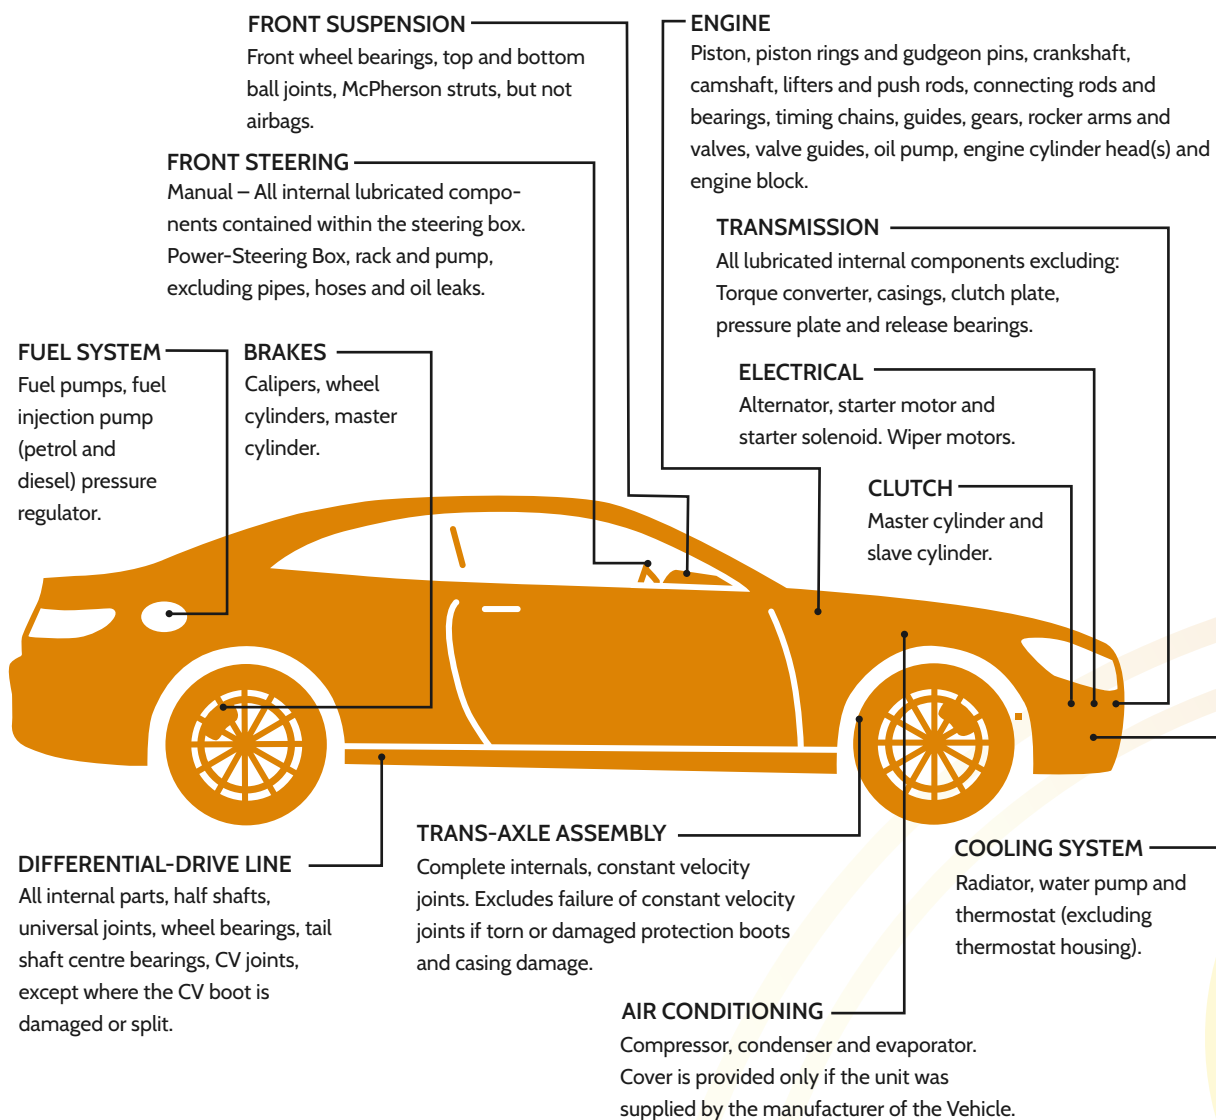 FRONT SUSPENSION
Front wheel bearings, top and bottom
ball joints, McPherson struts, but not
airbags.
ENGINE
Piston, piston rings and gudgeon pins, crankshaft,
camshaft, lifters and push rods, connecting rods and
bearings, timing chains, guides, gears, rocker arms and
valves, valve guides, oil pump, engine cylinder head(s) and
engine block.
FRONT STEERING
Manual – All internal lubricated compo-
nents contained within the steering box.
Power-Steering Box, rack and pump,
excluding pipes, hoses and oil leaks.
TRANSMISSION
All lubricated internal components excluding:
Torque converter, casings, clutch plate,
pressure plate and release bearings.
FUEL SYSTEM
Fuel pumps, fuel
injection pump
(petrol and
diesel) pressure
regulator.
BRAKES
Calipers, wheel
cylinders, master
cylinder.
ELECTRICAL
Alternator, starter motor and
starter solenoid. Wiper motors.
CLUTCH
Master cylinder and
slave cylinder.
DIFFERENTIAL-DRIVE LINE
All internal parts, half shafts,
universal joints, wheel bearings, tail
shaft centre bearings, CV joints,
except where the CV boot is
damaged or split.
TRANS-AXLE ASSEMBLY
Complete internals, constant velocity
joints. Excludes failure of constant velocity
joints if torn or damaged protection boots
and casing damage.
COOLING SYSTEM
Radiator, water pump and
thermostat (excluding
thermostat housing).
AIR CONDITIONING
Compressor, condenser and evaporator.
Cover is provided only if the unit was
supplied by the manufacturer of the Vehicle.